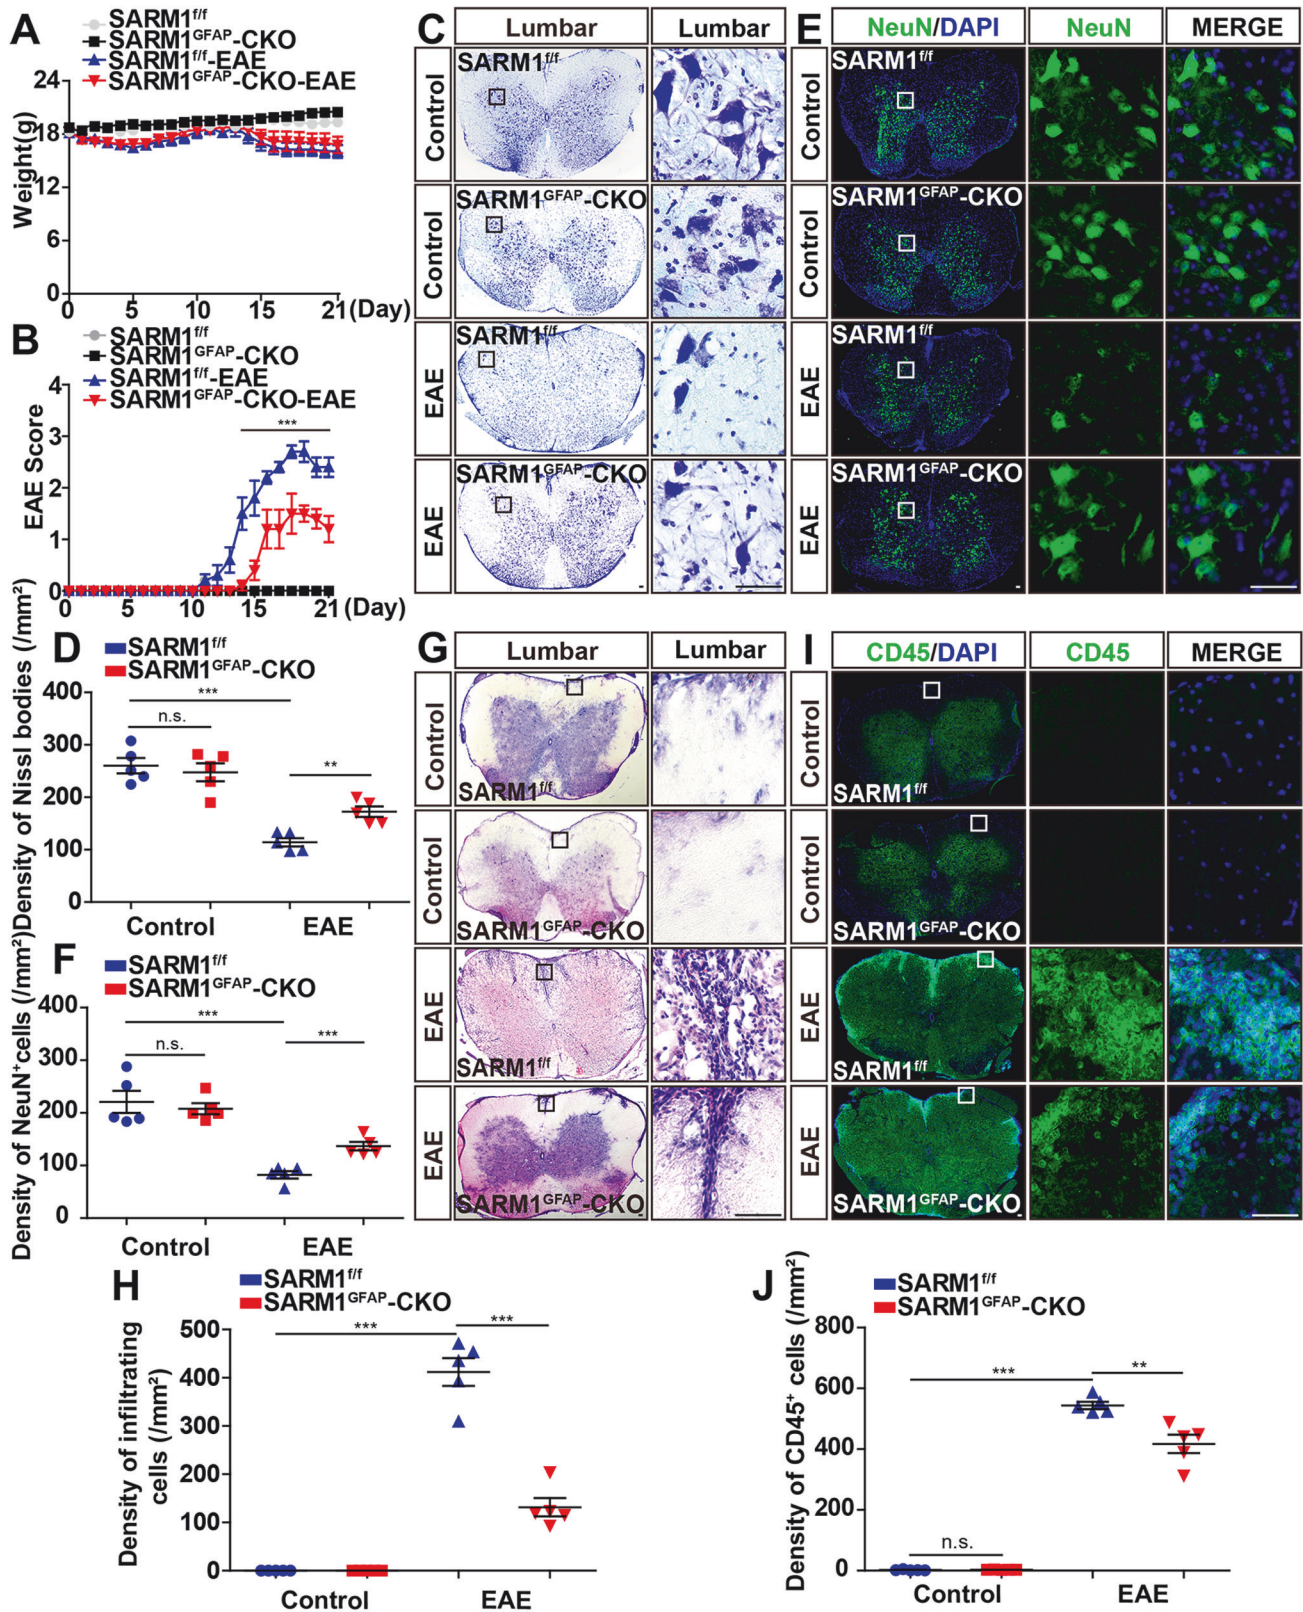 A
SARM1f/f
SARM1GFAP-CKO
SARM1f/f-EAE
SARM1GFAP-CKO-EAE
Weight(g)
24
18
12
6
0
0 5 10 15 21 (Day)
B
SARM1f/f
SARM1GFAP-CKO
SARM1f/f-EAE
SARM1GFAP-CKO-EAE
EAE Score
4
3
2
1
0
***
0 5 10 15 21 (Day)
C
Lumbar Lumbar
Control
SARM1f/f
Control
SARM1GFAP-CKO
EAE
SARM1f/f
EAE
SARM1GFAP-CKO
E
NeuN/DAPI NeuN MERGE
Control
SARM1f/f
Control
SARM1GFAP-CKO
EAE
SARM1f/f
EAE
SARM1GFAP-CKO
D
SARM1f/f
SARM1GFAP-CKO
Density of Nissl bodies (/mm²)
400
300
200
100
0
***
n.s.
**
Control EAE
F
SARM1f/f
SARM1GFAP-CKO
Density of NeuN+cells (/mm²)
400
300
200
100
0
***
n.s.
***
Control EAE
G
Lumbar Lumbar
Control
SARM1f/f
Control
SARM1GFAP-CKO
EAE
SARM1f/f
EAE
SARM1GFAP-CKO
I
CD45/DAPI CD45 MERGE
Control
SARM1f/f
Control
SARM1GFAP-CKO
EAE
SARM1f/f
EAE
SARM1GFAP-CKO
H
SARM1f/f
SARM1GFAP-CKO
Density of infiltrating
cells (/mm²)
500
400
300
200
100
0
***
***
Control EAE
J
SARM1f/f
SARM1GFAP-CKO
Density of CD45+ cells (/mm²)
800
600
400
200
0
***
**
n.s.
Control EAE